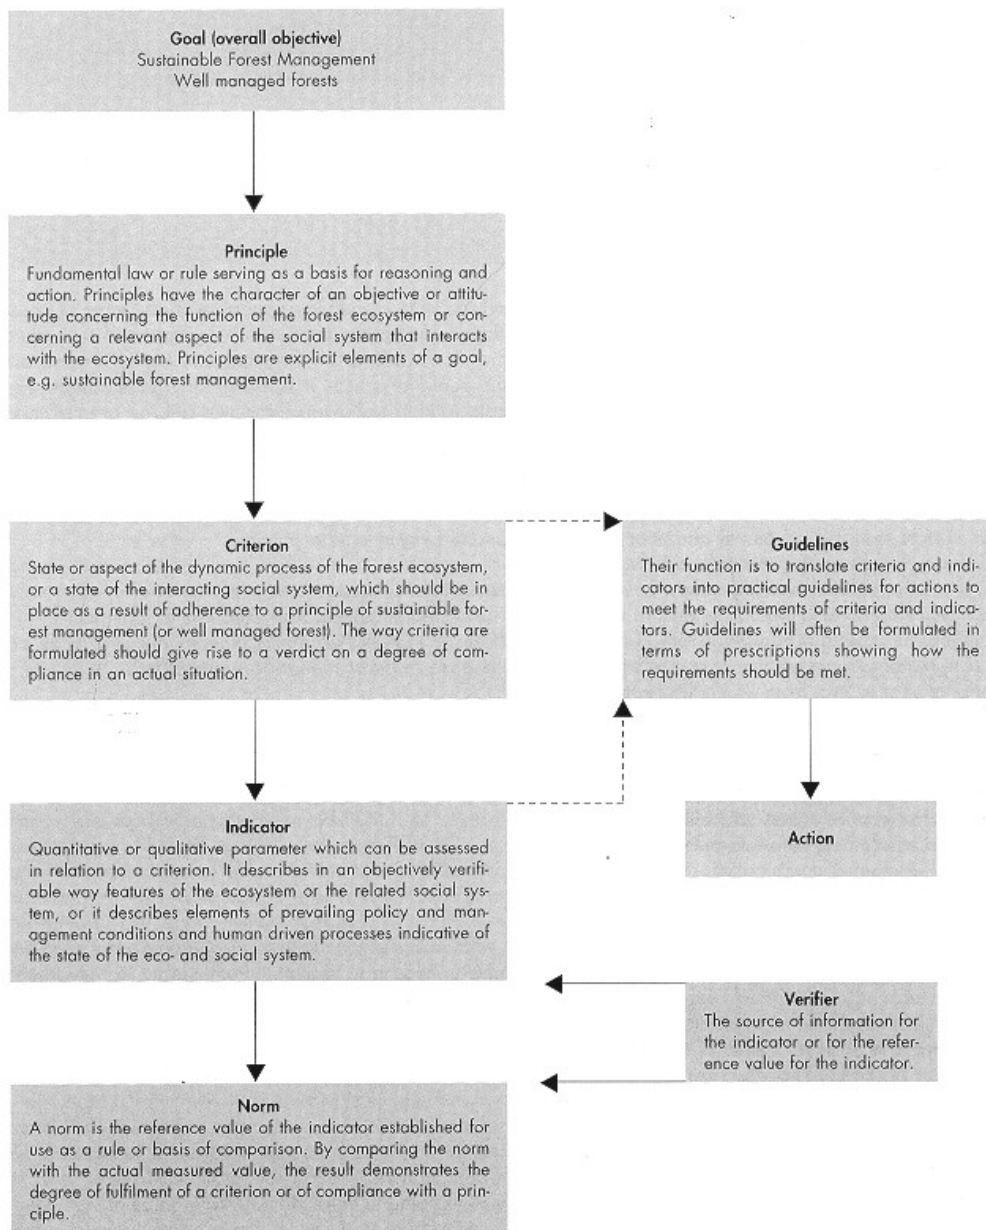 Goal (overall objective)
Sustainable Forest Management
Well managed forests
Principle
Fundamental law or rule serving as a basis for reasoning and
action. Principles have the character of an objective or attitu-
tude concerning the function of the forest ecosystem or con-
cerning a relevant aspect of the social system that interacts
with the ecosystem. Principles are explicit elements of a goal,
e.g. sustainable forest management.
Criterion
State or aspect of the dynamic process of the forest ecosystem,
or a state of the interacting social system, which should be in
place as a result of adherence to a principle of sustainable for-
est management (or well managed forest). The way criteria are
formulated should give rise to a verdict on a degree of com-
pliance in an actual situation.
Guidelines
Their function is to translate criteria and indi-
cators into practical guidelines for actions to
meet the requirements of criteria and indica-
tors. Guidelines will often be formulated in
terms of prescriptions showing how the
requirements should be met.
Indicator
Quantitative or qualitative parameter which can be assessed
in relation to a criterion. It describes in an objectively verifi-
able way features of the ecosystem or the related social sys-
tem, or it describes elements of prevailing policy and man-
agement conditions and human driven processes indicative of
the state of the eco- and social system.
Action
Verifier
The source of information for
the indicator or for the refer-
ence value for the indicator.
Norm
A norm is the reference value of the indicator established for
use as a rule or basis of comparison. By comparing the norm
with the actual measured value, the result demonstrates the
degree of fulfilment of a criterion or of compliance with a prin-
ciple.